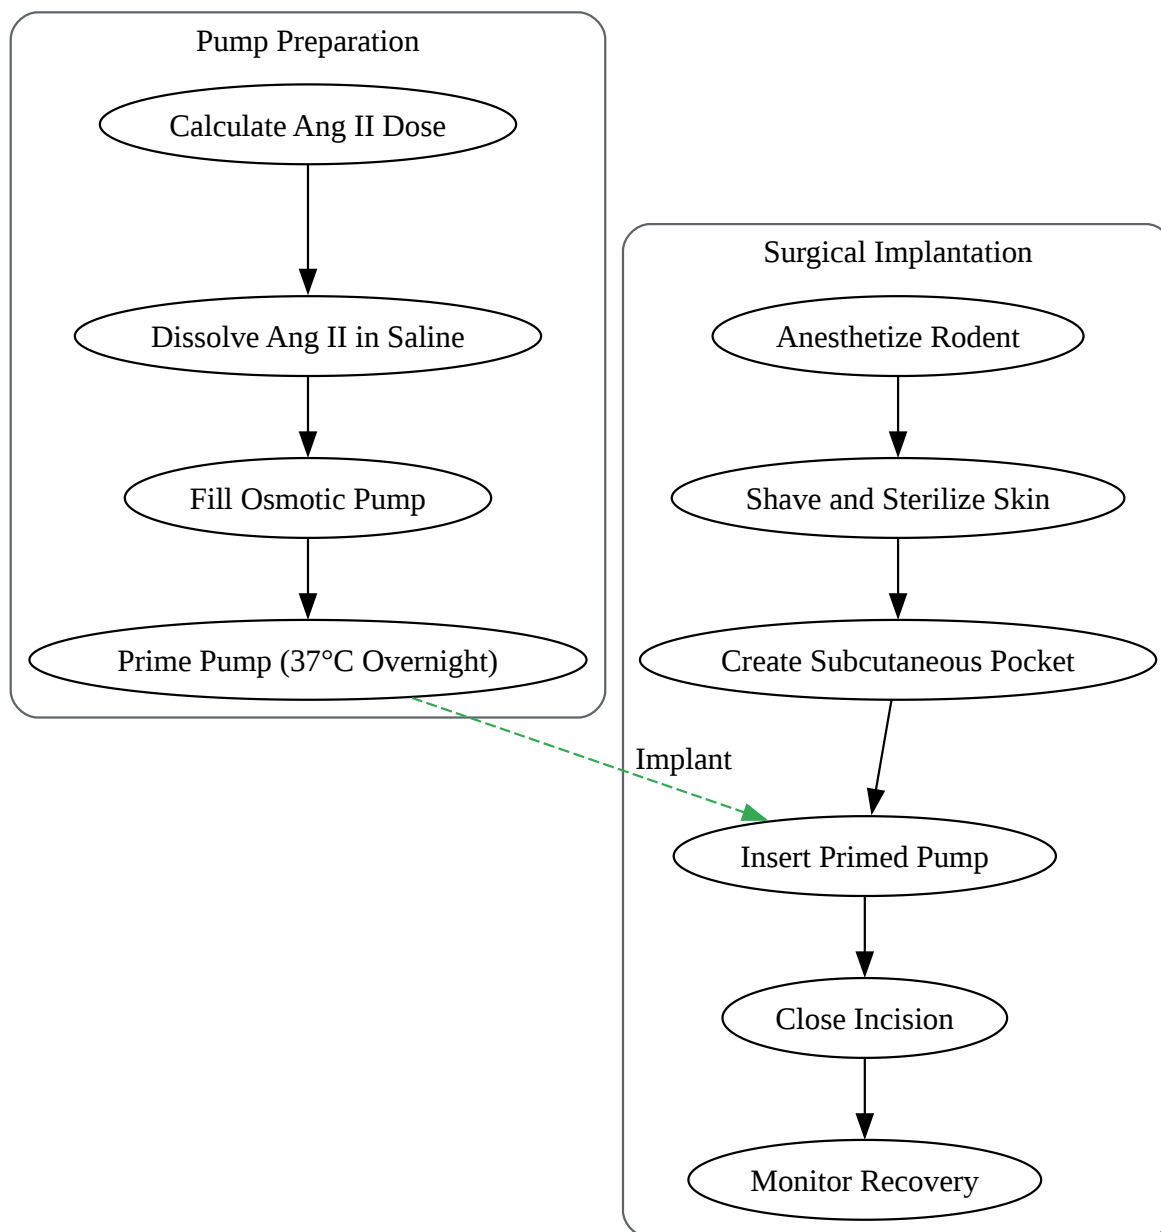 Pump Preparation
Calculate Ang II Dose
Dissolve Ang II in Saline
Fill Osmotic Pump
Prime Pump (37°C Overnight)
Implant
Surgical Implantation
Anesthetize Rodent
Shave and Sterilize Skin
Create Subcutaneous Pocket
Insert Primed Pump
Close Incision
Monitor Recovery